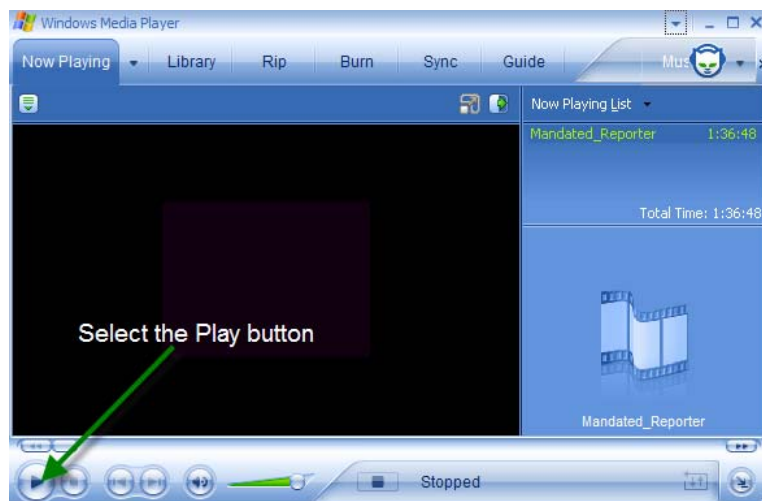 Windows Media Player
Now Playing
Library
Rip
Burn
Sync
Guide
Now Playing List
Mandated_Reporter 1:36:48
Total Time: 1:36:48
Select the Play button
Mandated_Reporter
Stopped